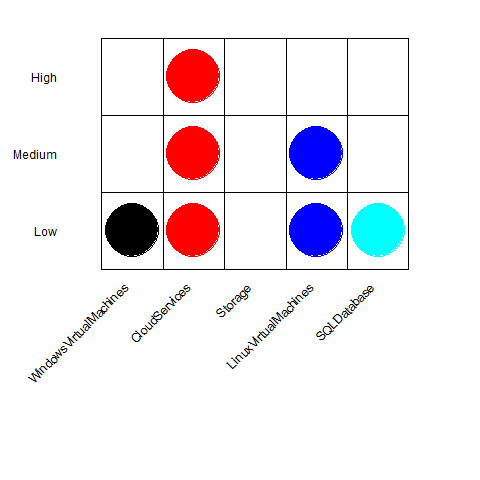 High
Medium
Low
WindowsVirtualMachines
CloudServices
Storage
LinuxVirtualMachines
SQLDatabase